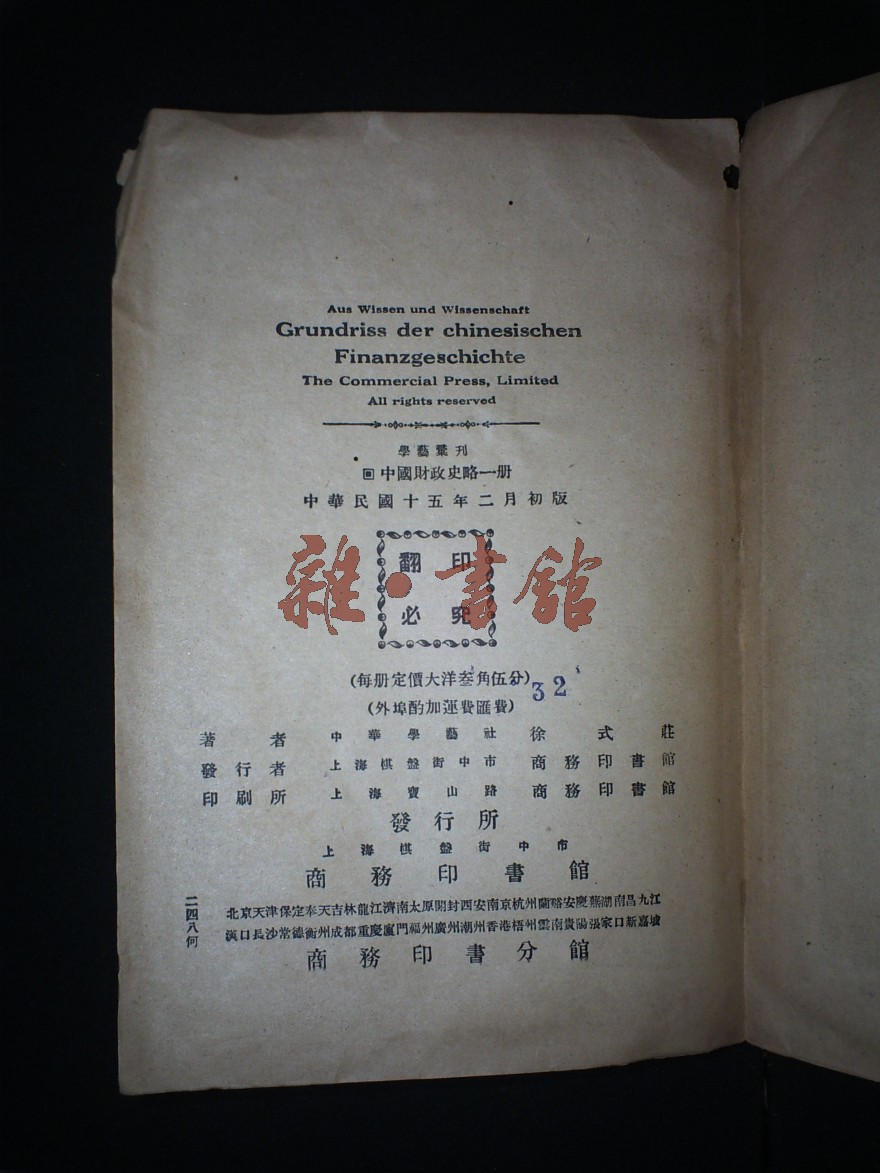 Aus Wissen und Wissenschaft
Grundriss der chinesischen
Finanzgeschichte
The Commercial Press, Limited
All rights reserved
學藝彙刊
中國財政史略一册
中華民國十五年二月初版
翻印
必究
雜·書館
(每册定價大洋叁角伍分)
32
(外埠酌加運費匯費)
著者 中華學藝社 徐式莊
發行者 上海棋盤街中市 商務印書館
印刷所 上海寶山路 商務印書館
發行所
上海棋盤街中市
商務印書館
北京天津保定奉天吉林龍江濟南太原開封西安南京杭州蘭谿安慶蕪湖南昌九江
漢口長沙常德衡州成都重慶廈門福州廣州潮州香港梧州雲南貴陽張家口新嘉坡
商務印書分館
二四八何